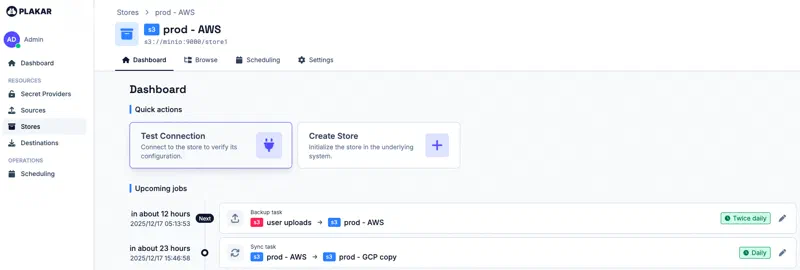 PLAKAR
Stores > prod - AWS
s3 prod - AWS
s3://minio:9000/store1
AD Admin
Dashboard
RESOURCES
Secret Providers
Sources
Stores
Destinations
OPERATIONS
Scheduling
Dashboard Browse Scheduling Settings
Dashboard
Quick actions
Test Connection
Connect to the store to verify its
configuration.
Create Store
Initialize the store in the underlying
system.
Upcoming jobs
in about 12 hours
2025/12/17 05:13:53
Next
Backup task
s3 user uploads → s3 prod - AWS
Twice daily
in about 23 hours
2025/12/17 15:46:58
Sync task
s3 prod - AWS → s3 prod - GCP copy
Daily